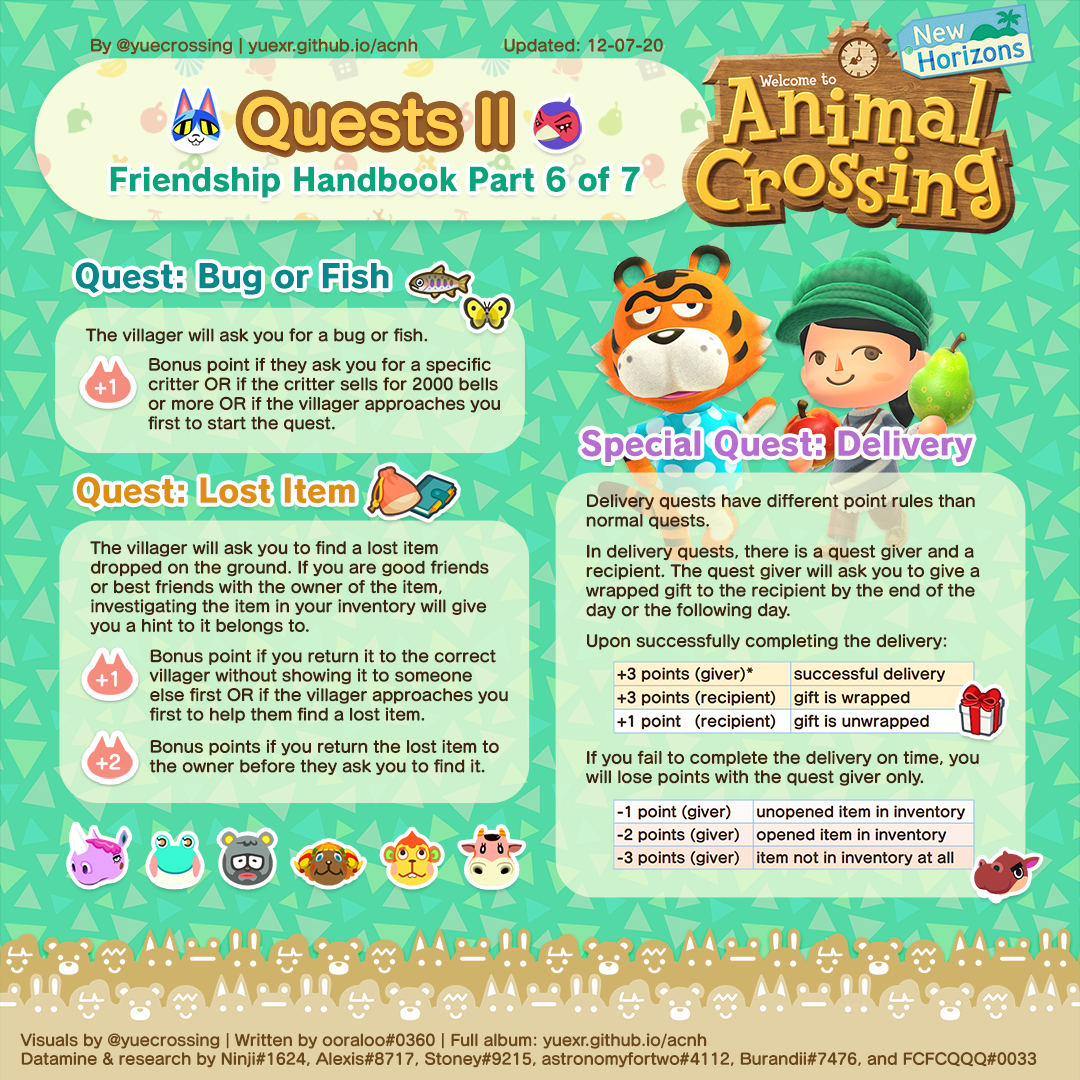 By @yuecrossing | yuexr.github.io/acnh
Updated: 12-07-20
New
Horizons
Welcome to
Animal
Crossing
Quests II
Friendship Handbook Part 6 of 7
Quest: Bug or Fish
The villager will ask you for a bug or fish.
+1
Bonus point if they ask you for a specific
critter OR if the critter sells for 2000 bells
or more OR if the villager approaches you
first to start the quest.
Quest: Lost Item
The villager will ask you to find a lost item
dropped on the ground. If you are good friends
or best friends with the owner of the item,
investigating the item in your inventory will give
you a hint to it belongs to.
+1
Bonus point if you return it to the correct
villager without showing it to someone
else first OR if the villager approaches you
first to help them find a lost item.
+2
Bonus points if you return the lost item to
the owner before they ask you to find it.
Special Quest: Delivery
Delivery quests have different point rules than
normal quests.
In delivery quests, there is a quest giver and a
recipient. The quest giver will ask you to give a
wrapped gift to the recipient by the end of the
day or the following day.
Upon successfully completing the delivery:
+3 points (giver)* successful delivery
+3 points (recipient) gift is wrapped
+1 point (recipient) gift is unwrapped
If you fail to complete the delivery on time, you
will lose points with the quest giver only.
-1 point (giver) unopened item in inventory
-2 points (giver) opened item in inventory
-3 points (giver) item not in inventory at all
Visuals by @yuecrossing | Written by ooraloo#0360 | Full album: yuexr.github.io/acnh
Datamine & research by Ninji#1624, Alexis#8717, Stoney#9215, astronomyfortwo#4112, Burandii#7476, and FCFCQQQ#0033